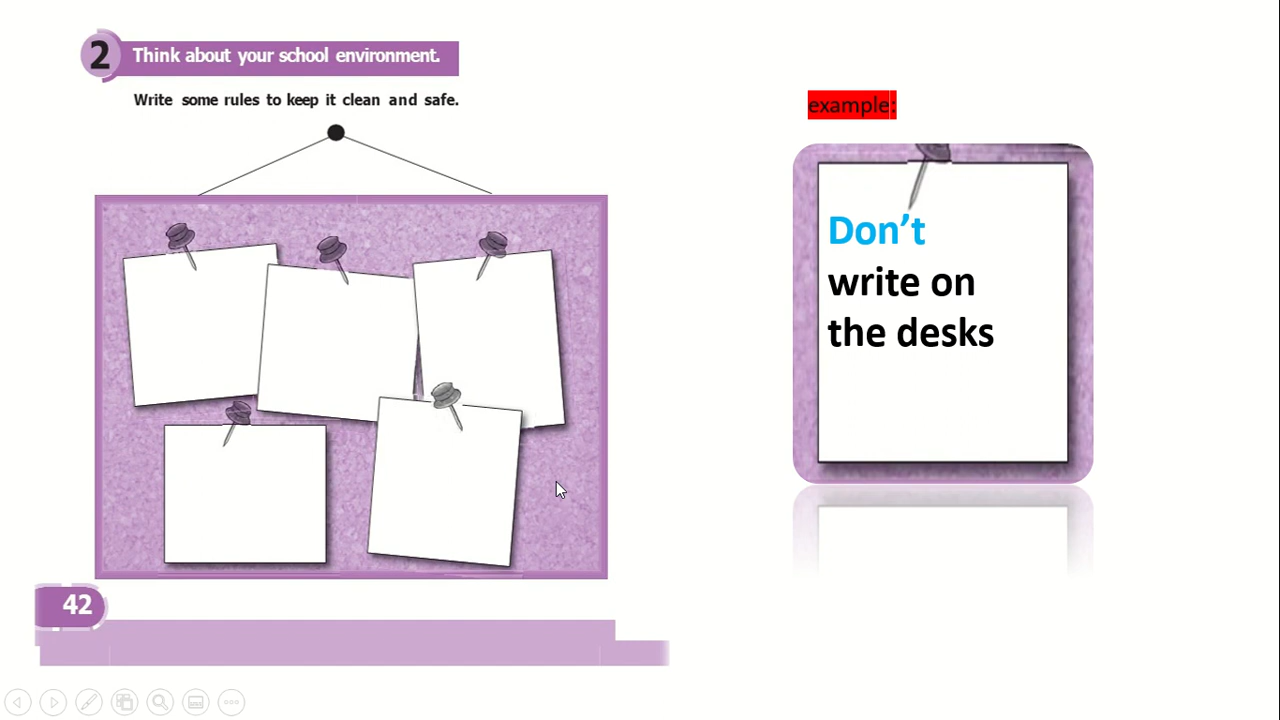 2
Think about your school environment.
Write some rules to keep it clean and safe.
42
example:
Don’t
write on
the desks